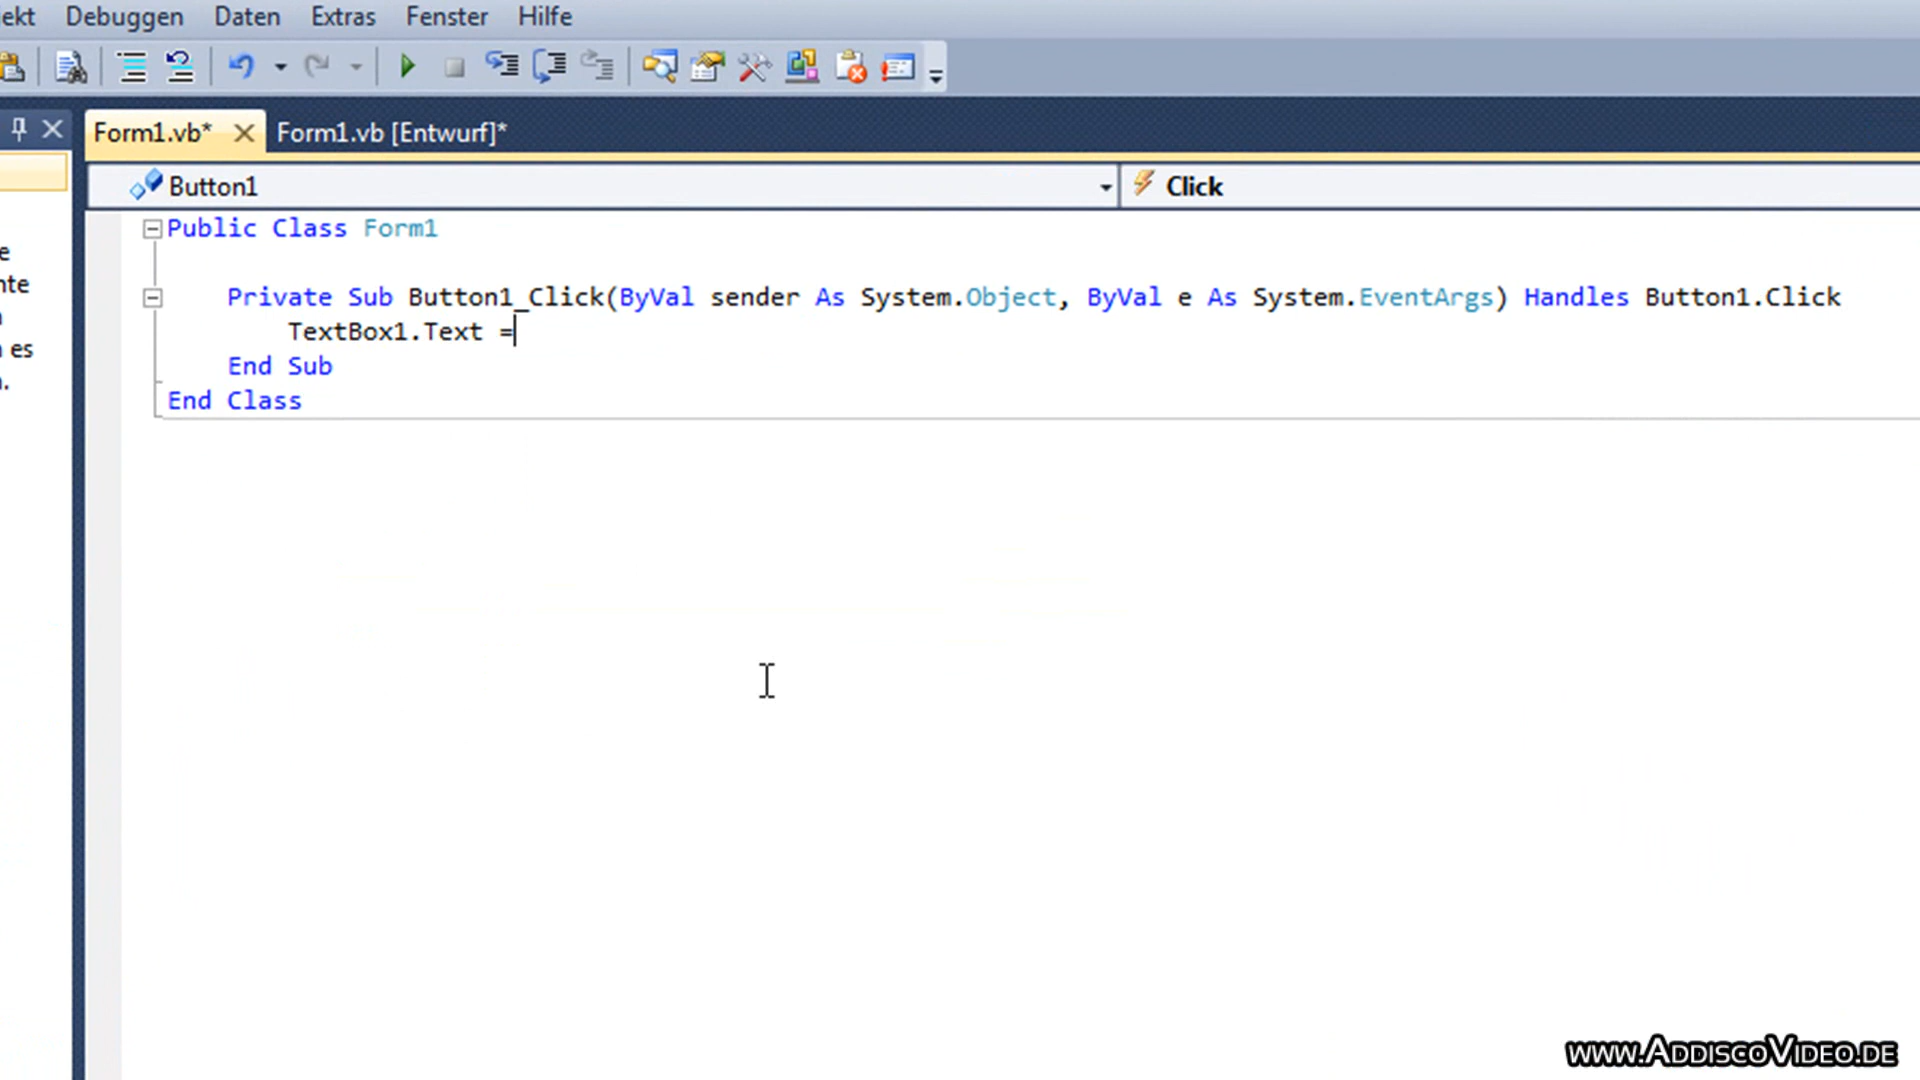 ekt Debuggen Daten Extras Fenster Hilfe
Form1.vb* Form1.vb [Entwurf]*
Button1 Click
Public Class Form1
Private Sub Button1_Click(ByVal sender As System.Object, ByVal e As System.EventArgs) Handles Button1.Click
TextBox1.Text =
End Sub
End Class
e
nte
es
www.AddiscoVideo.de